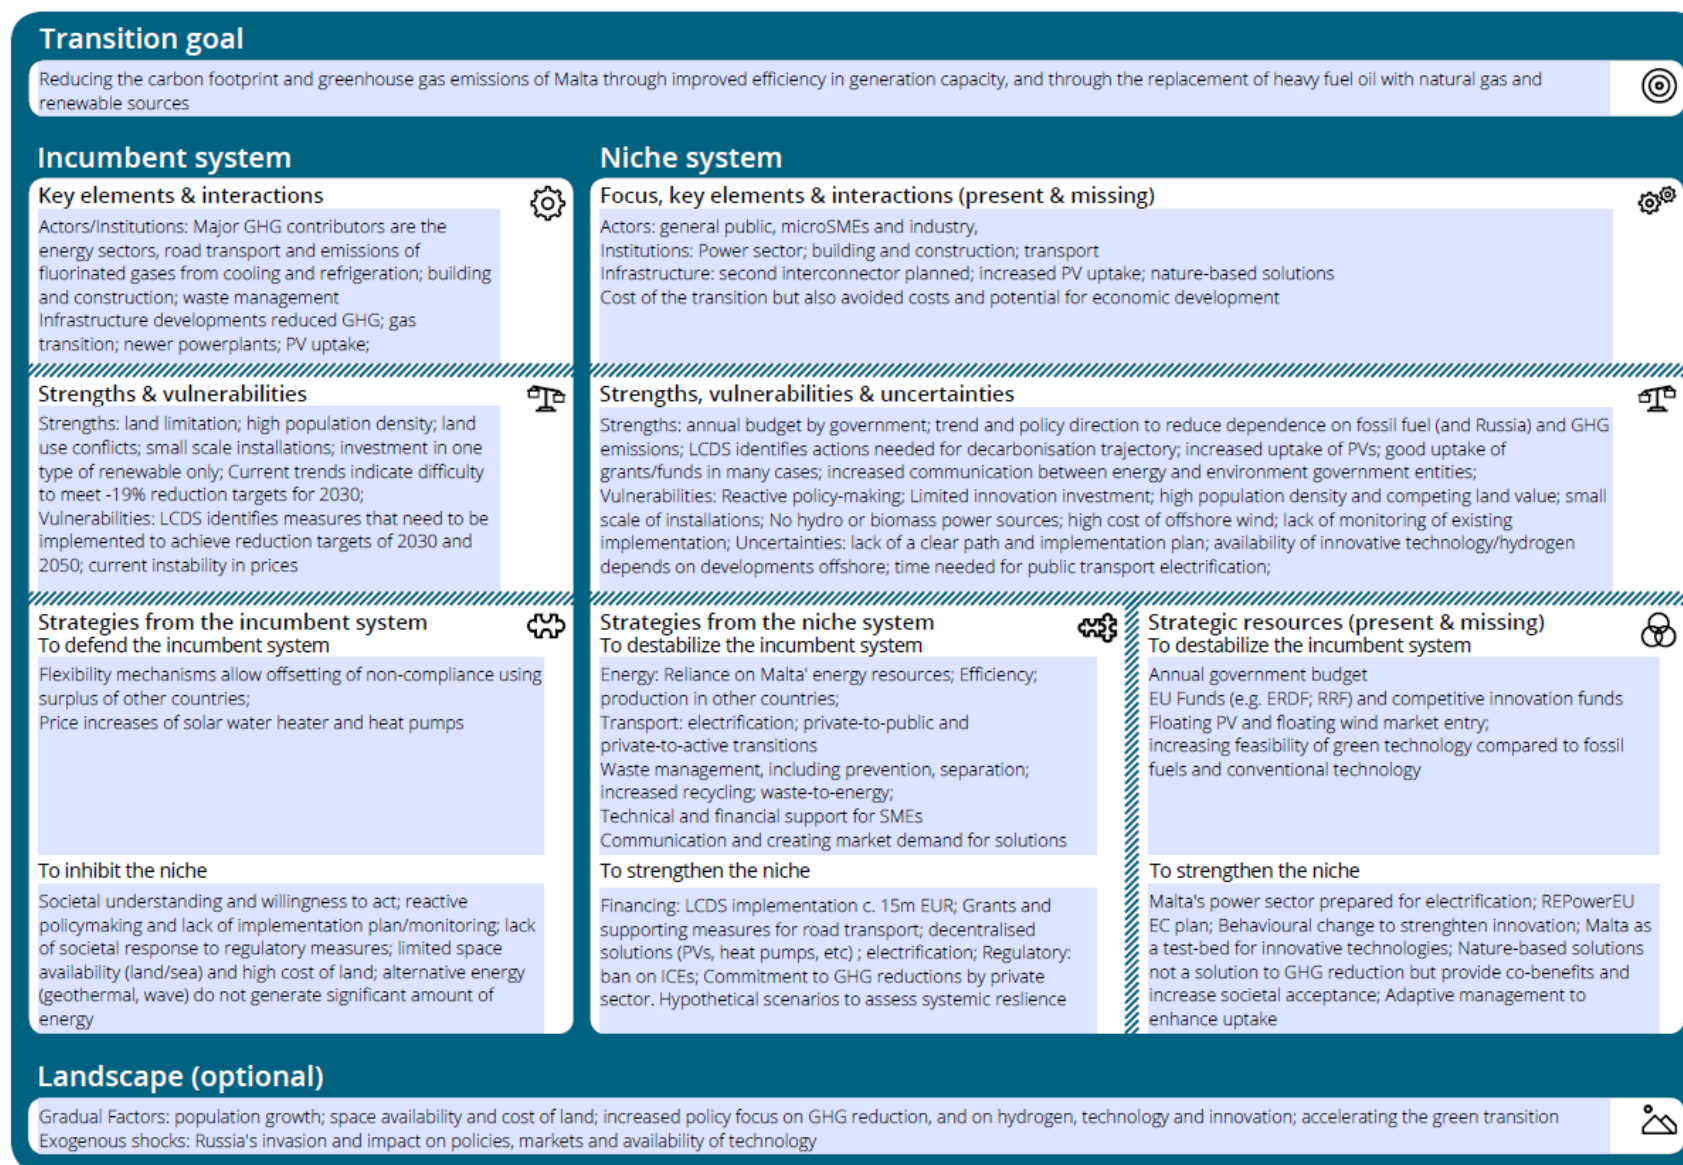 Transition goal
Reducing the carbon footprint and greenhouse gas emissions of Malta through improved efficiency in generation capacity, and through the replacement of heavy fuel oil with natural gas and
renewable sources
Incumbent system
Key elements & interactions
Actors/Institutions: Major GHG contributors are the
energy sectors, road transport and emissions of
fluorinated gases from cooling and refrigeration; building
and construction; waste management
Infrastructure developments reduced GHG; gas
transition; newer powerplants; PV uptake;
Strengths & vulnerabilities
Strengths: land limitation; high population density; land
use conflicts; small scale installations; investment in one
type of renewable only; Current trends indicate difficulty
to meet -19% reduction targets for 2030;
Vulnerabilities: LCDS identifies measures that need to be
implemented to achieve reduction targets of 2030 and
2050; current instability in prices
Strategies from the incumbent system
To defend the incumbent system
Flexibility mechanisms allow offsetting of non-compliance using
surplus of other countries;
Price increases of solar water heater and heat pumps
To inhibit the niche
Societal understanding and willingness to act; reactive
policymaking and lack of implementation plan/monitoring; lack
of societal response to regulatory measures; limited space
availability (land/sea) and high cost of land; alternative energy
(geothermal, wave) do not generate significant amount of
energy
Niche system
Focus, key elements & interactions (present & missing)
Actors: general public, microSMEs and industry,
Institutions: Power sector; building and construction; transport
Infrastructure: second interconnector planned; increased PV uptake; nature-based solutions
Cost of the transition but also avoided costs and potential for economic development
Strengths, vulnerabilities & uncertainties
Strengths: annual budget by government; trend and policy direction to reduce dependence on fossil fuel (and Russia) and GHG
emissions; LCDS identifies actions needed for decarbonisation trajectory; increased uptake of PVs; good uptake of
grants/funds in many cases; increased communication between energy and environment government entities;
Vulnerabilities: Reactive policy-making; Limited innovation investment; high population density and competing land value; small
scale of installations; No hydro or biomass power sources; high cost of offshore wind; lack of monitoring of existing
implementation; Uncertainties: lack of a clear path and implementation plan; availability of innovative technology/hydrogen
depends on developments offshore; time needed for public transport electrification;
Strategies from the niche system
To destabilize the incumbent system
Energy: Reliance on Malta' energy resources; Efficiency;
production in other countries;
Transport: electrification; private-to-public and
private-to-active transitions
Waste management, including prevention, separation;
increased recycling; waste-to-energy;
Technical and financial support for SMEs
Communication and creating market demand for solutions
To strengthen the niche
Financing: LCDS implementation c. 15m EUR; Grants and
supporting measures for road transport; decentralised
solutions (PVs, heat pumps, etc) ; electrification; Regulatory:
ban on ICEs; Commitment to GHG reductions by private
sector. Hypothetical scenarios to assess systemic reslience
Strategic resources (present & missing)
To destabilize the incumbent system
Annual government budget
EU Funds (e.g. ERDF; RRF) and competitive innovation funds
Floating PV and floating wind market entry;
increasing feasibility of green technology compared to fossil
fuels and conventional technology
To strengthen the niche
Malta's power sector prepared for electrification; REPowerEU
EC plan; Behavioural change to strenghten innovation; Malta as
a test-bed for innovative technologies; Nature-based solutions
not a solution to GHG reduction but provide co-benefits and
increase societal acceptance; Adaptive management to
enhance uptake
Landscape (optional)
Gradual Factors: population growth; space availability and cost of land; increased policy focus on GHG reduction, and on hydrogen, technology and innovation; accelerating the green transition
Exogenous shocks: Russia's invasion and impact on policies, markets and availability of technology